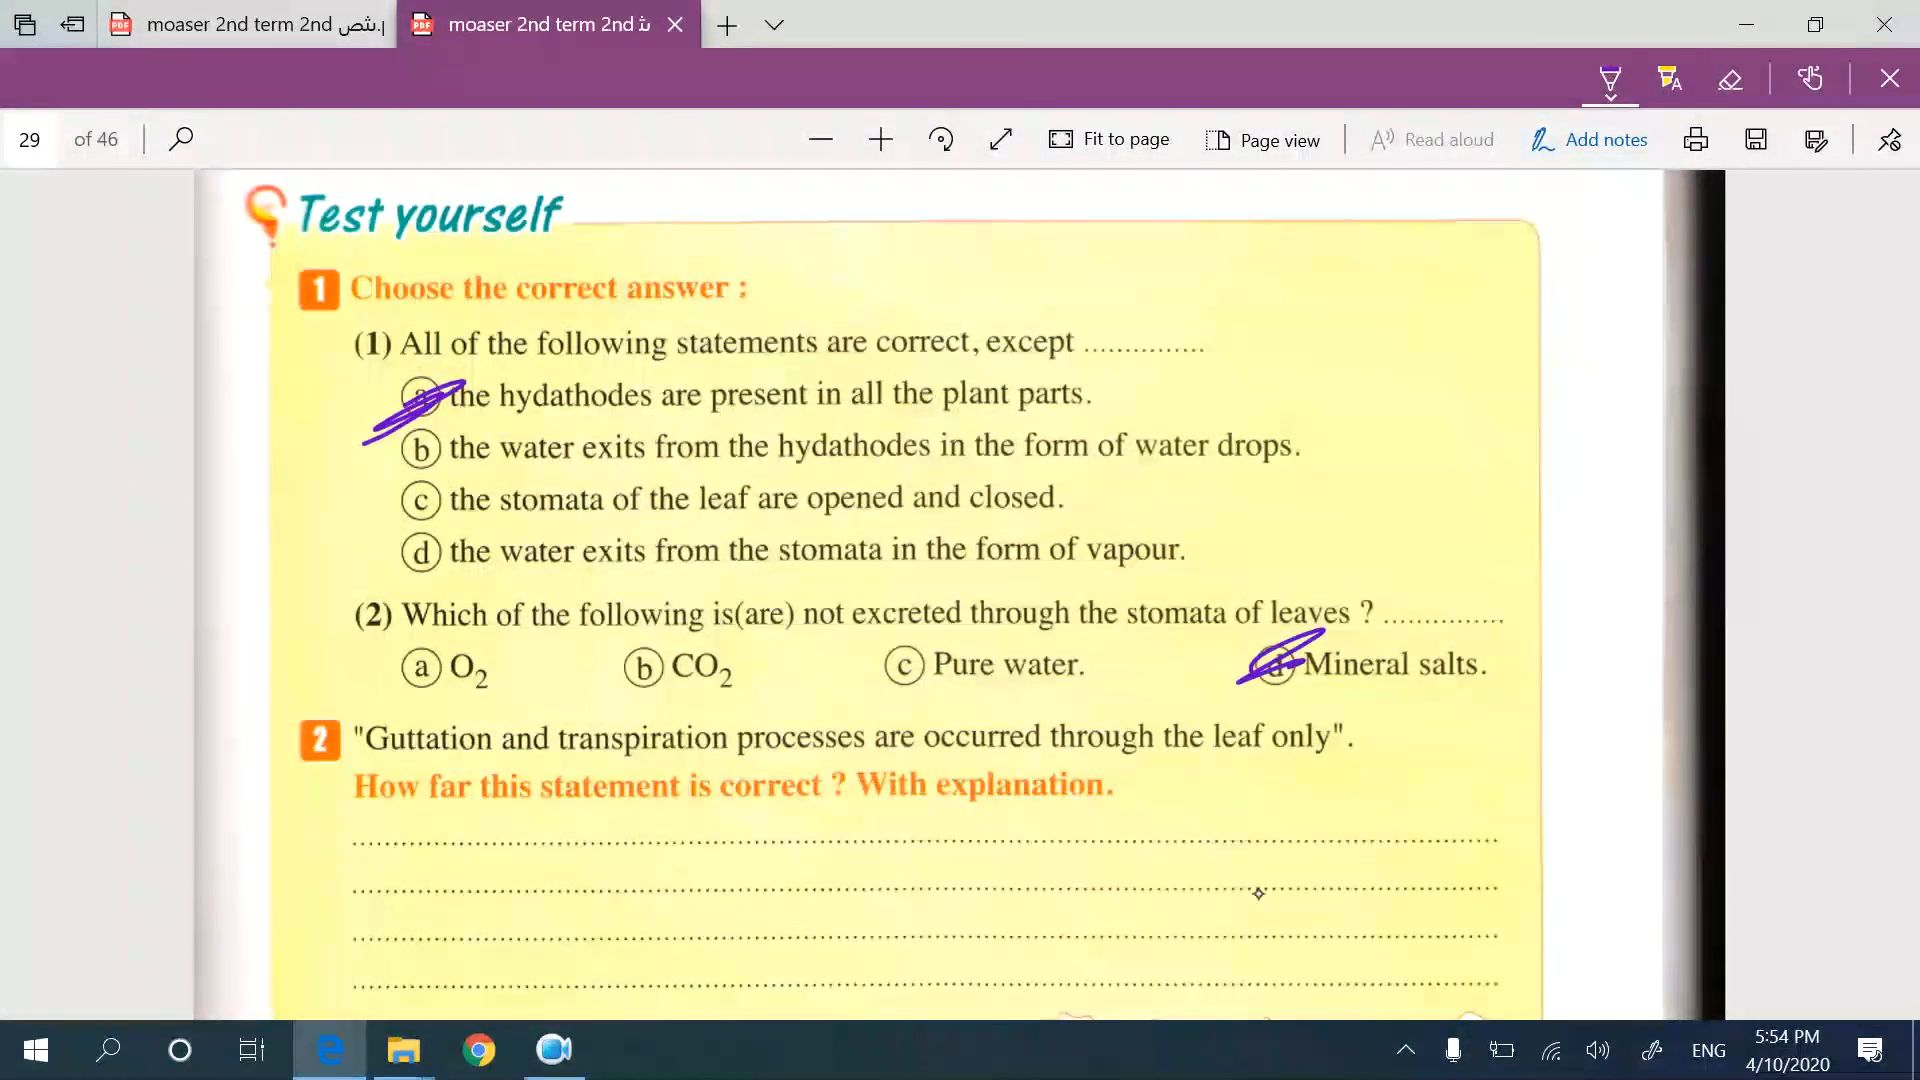 moaser 2nd term 2nd م.نثص
moaser 2nd term 2nd ث
29 of 46
Fit to page
Page view
Read aloud
Add notes
Test yourself
1 Choose the correct answer :
(1) All of the following statements are correct, except ...............
a the hydathodes are present in all the plant parts.
b the water exits from the hydathodes in the form of water drops.
c the stomata of the leaf are opened and closed.
d the water exits from the stomata in the form of vapour.
(2) Which of the following is(are) not excreted through the stomata of leaves ? ...............
a O₂ b CO₂ c Pure water. d Mineral salts.
2 "Guttation and transpiration processes are occurred through the leaf only".
How far this statement is correct ? With explanation.
ENG
5:54 PM
4/10/2020